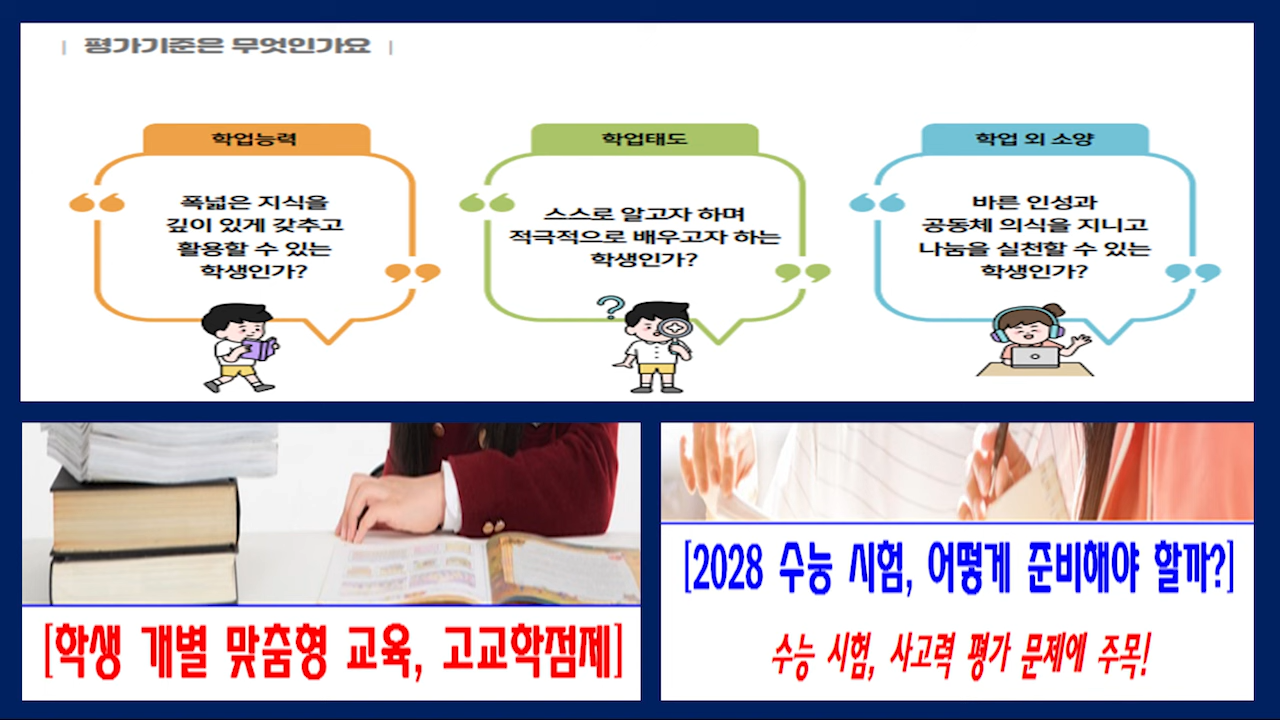 | 평가기준은 무엇인가요 |
학업능력
폭넓은 지식을
깊이 있게 갖추고
활용할 수 있는
학생인가?
학업태도
스스로 알고자 하며
적극적으로 배우고자 하는
학생인가?
학업 외 소양
바른 인성과
공동체 의식을 지니고
나눔을 실천할 수 있는
학생인가?
[학생 개별 맞춤형 교육, 고교학점제]
[2028 수능 시험, 어떻게 준비해야 할까?]
수능 시험, 사고력 평가 문제에 주목!